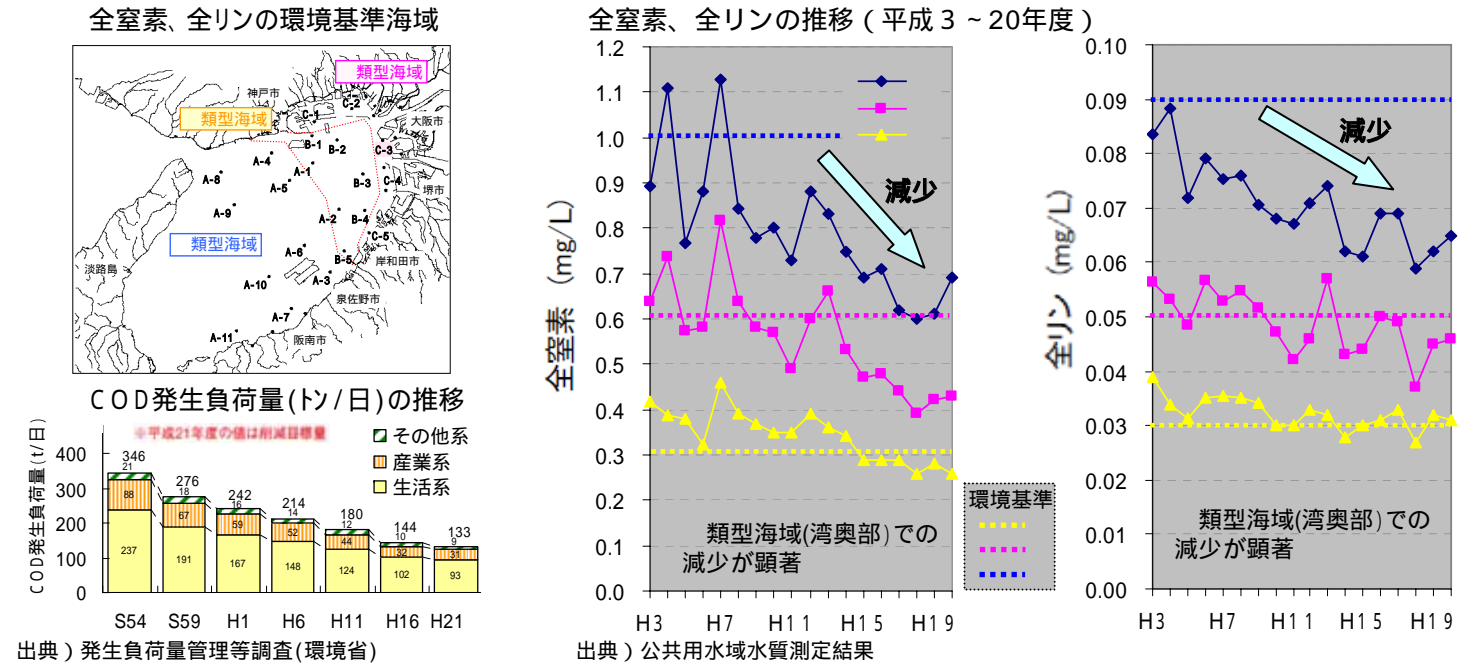 全窒素、全リンの環境基準海域
類型海域
神戸市
C-2
類型海域
C-1
大阪市
B-1
B-2
C-3
A-4
A-1
A-8
A-5
B-3
C-4
堺市
A-9
A-2
B-4
類型海域
C-5
A-6
B-5
岸和田市
淡路島
A-10
A-3
泉佐野市
A-7
A-11
阪南市
COD発生負荷量(トン/日)の推移
※平成21年度の値は削減目標量
その他系
産業系
生活系
COD発生負荷量(t/日)
400
300
200
100
0
346
21
88
237
276
18
67
191
242
16
59
167
214
14
52
148
180
12
44
124
144
10
32
102
133
9
31
93
S54 S59 H1 H6 H11 H16 H21
出典)発生負荷量管理等調査(環境省)
全窒素、全リンの推移(平成3~20年度)
全窒素 (mg/L)
1.2
1.1
1.0
0.9
0.8
0.7
0.6
0.5
0.4
0.3
0.2
0.1
0.0
減少
類型海域(湾奥部)での
減少が顕著
H3 H7 H11 H15 H19
環境基準
全リン (mg/L)
0.10
0.09
0.08
0.07
0.06
0.05
0.04
0.03
0.02
0.01
0.00
減少
類型海域(湾奥部)での
減少が顕著
H3 H7 H11 H15 H19
出典)公共用水域水質測定結果